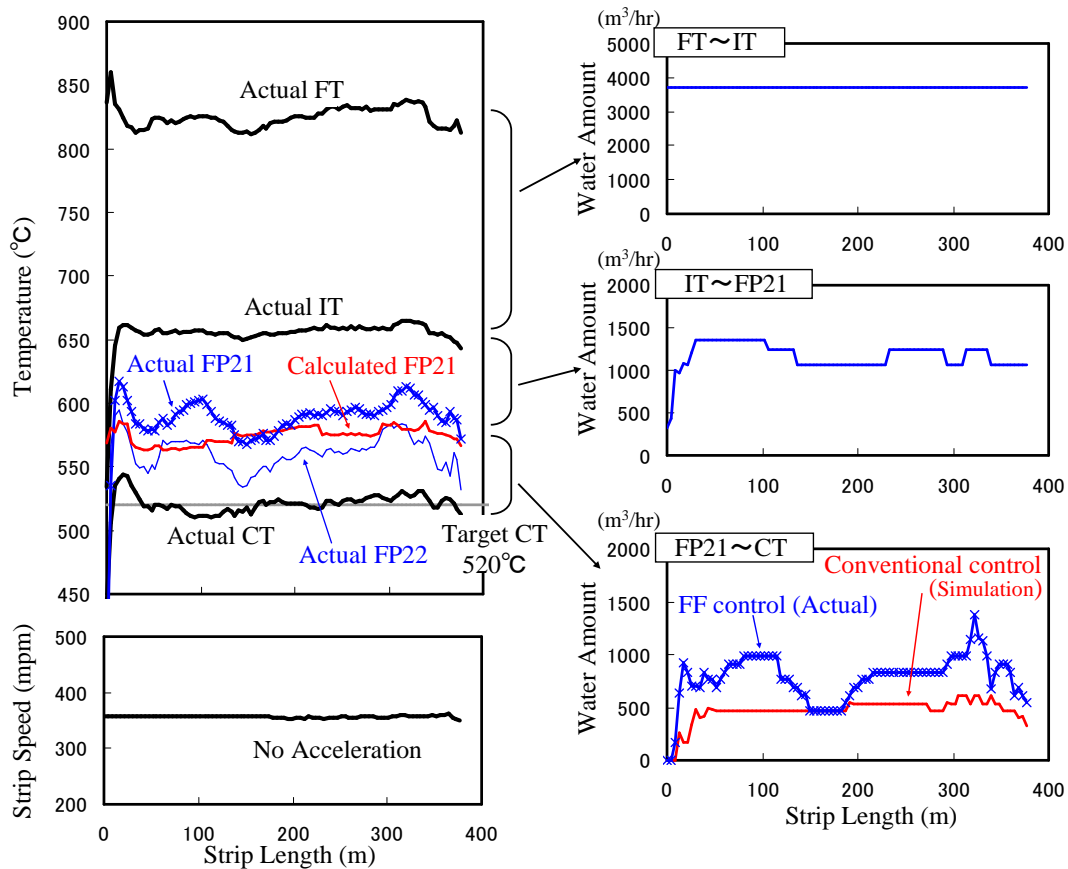 900
850
800
750
700
650
600
550
500
450
Temperature (℃)
Actual FT
Actual IT
Actual FP21
Calculated FP21
Actual CT
Actual FP22
Target CT
520℃
500
400
300
200
Strip Speed (mpm)
No Acceleration
0 100 200 300 400
Strip Length (m)
(m³/hr)
FT～IT
5000
4000
3000
2000
1000
0
Water Amount
0 100 200 300 400
(m³/hr)
IT～FP21
2000
1500
1000
500
0
Water Amount
0 100 200 300 400
(m³/hr)
FP21～CT
2000
1500
1000
500
0
Water Amount
Conventional control
(Simulation)
FF control (Actual)
0 100 200 300 400
Strip Length (m)